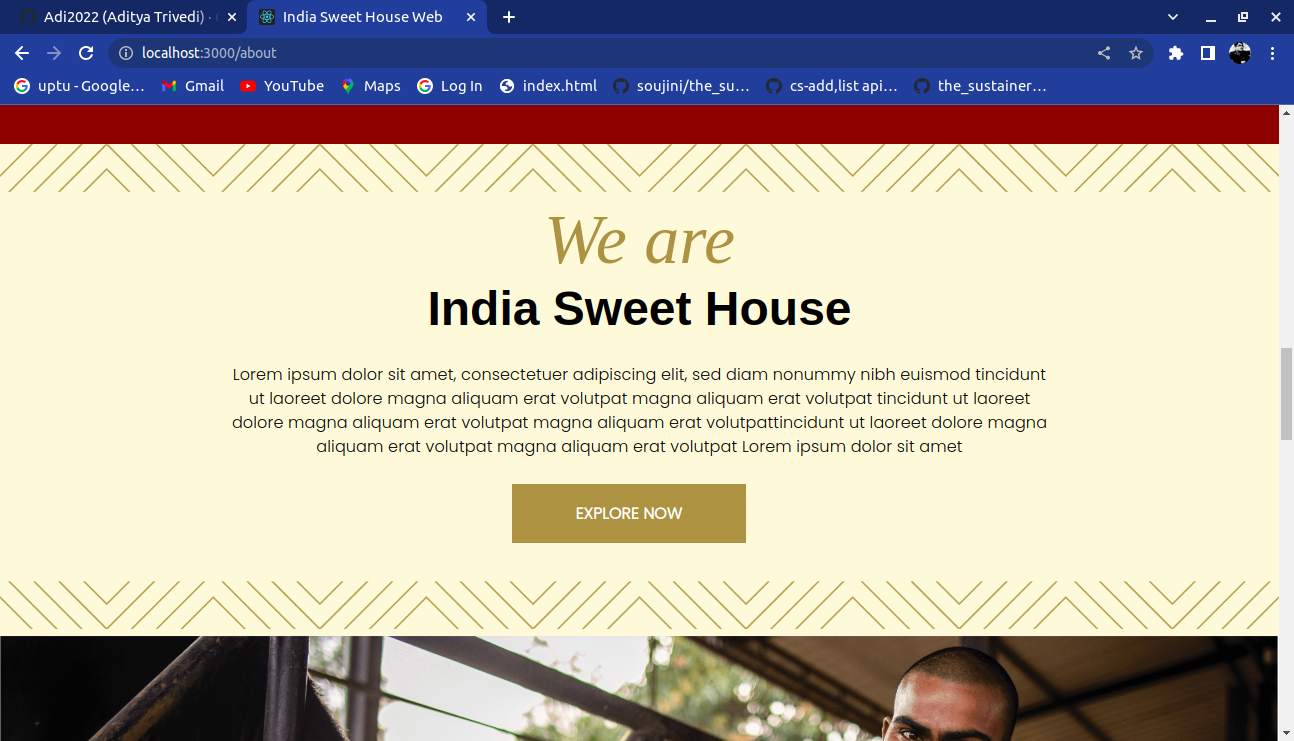 Adi2022 (Aditya Trivedi) ·
India Sweet House Web
localhost:3000/about
uptu - Google…
Gmail
YouTube
Maps
Log In
index.html
soujini/the_su…
cs-add,list api…
the_sustainer…
We are
India Sweet House
Lorem ipsum dolor sit amet, consectetuer adipiscing elit, sed diam nonummy nibh euismod tincidunt
ut laoreet dolore magna aliquam erat volutpat magna aliquam erat volutpat tincidunt ut laoreet
dolore magna aliquam erat volutpat magna aliquam erat volutpattincidunt ut laoreet dolore magna
aliquam erat volutpat magna aliquam erat volutpat Lorem ipsum dolor sit amet
EXPLORE NOW